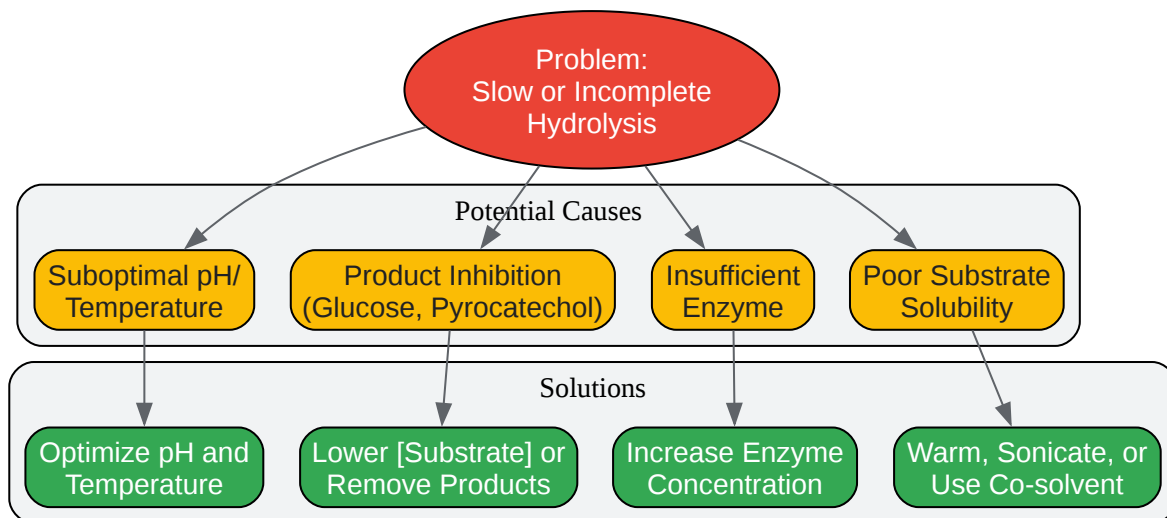 Problem:
Slow or Incomplete
Hydrolysis
Potential Causes
Suboptimal pH/
Temperature
Product Inhibition
(Glucose, Pyrocatechol)
Insufficient
Enzyme
Poor Substrate
Solubility
Solutions
Optimize pH and
Temperature
Lower [Substrate] or
Remove Products
Increase Enzyme
Concentration
Warm, Sonicate, or
Use Co-solvent